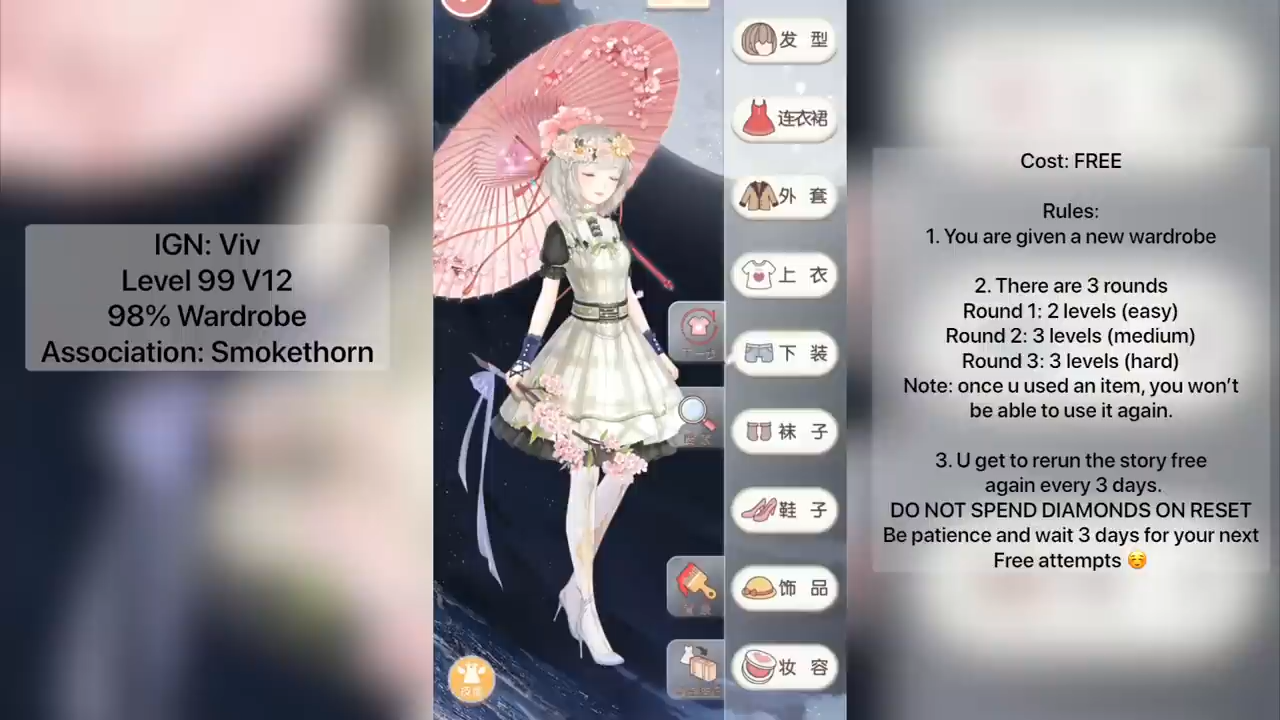 IGN: Viv
Level 99 V12
98% Wardrobe
Association: Smokethorn
发型
连衣裙
外套
上衣
下装
袜子
鞋子
饰品
妆容
Cost: FREE
Rules:
1. You are given a new wardrobe
2. There are 3 rounds
Round 1: 2 levels (easy)
Round 2: 3 levels (medium)
Round 3: 3 levels (hard)
Note: once u used an item, you won't
be able to use it again.
3. U get to rerun the story free
again every 3 days.
DO NOT SPEND DIAMONDS ON RESET
Be patience and wait 3 days for your next
Free attempts ☺️